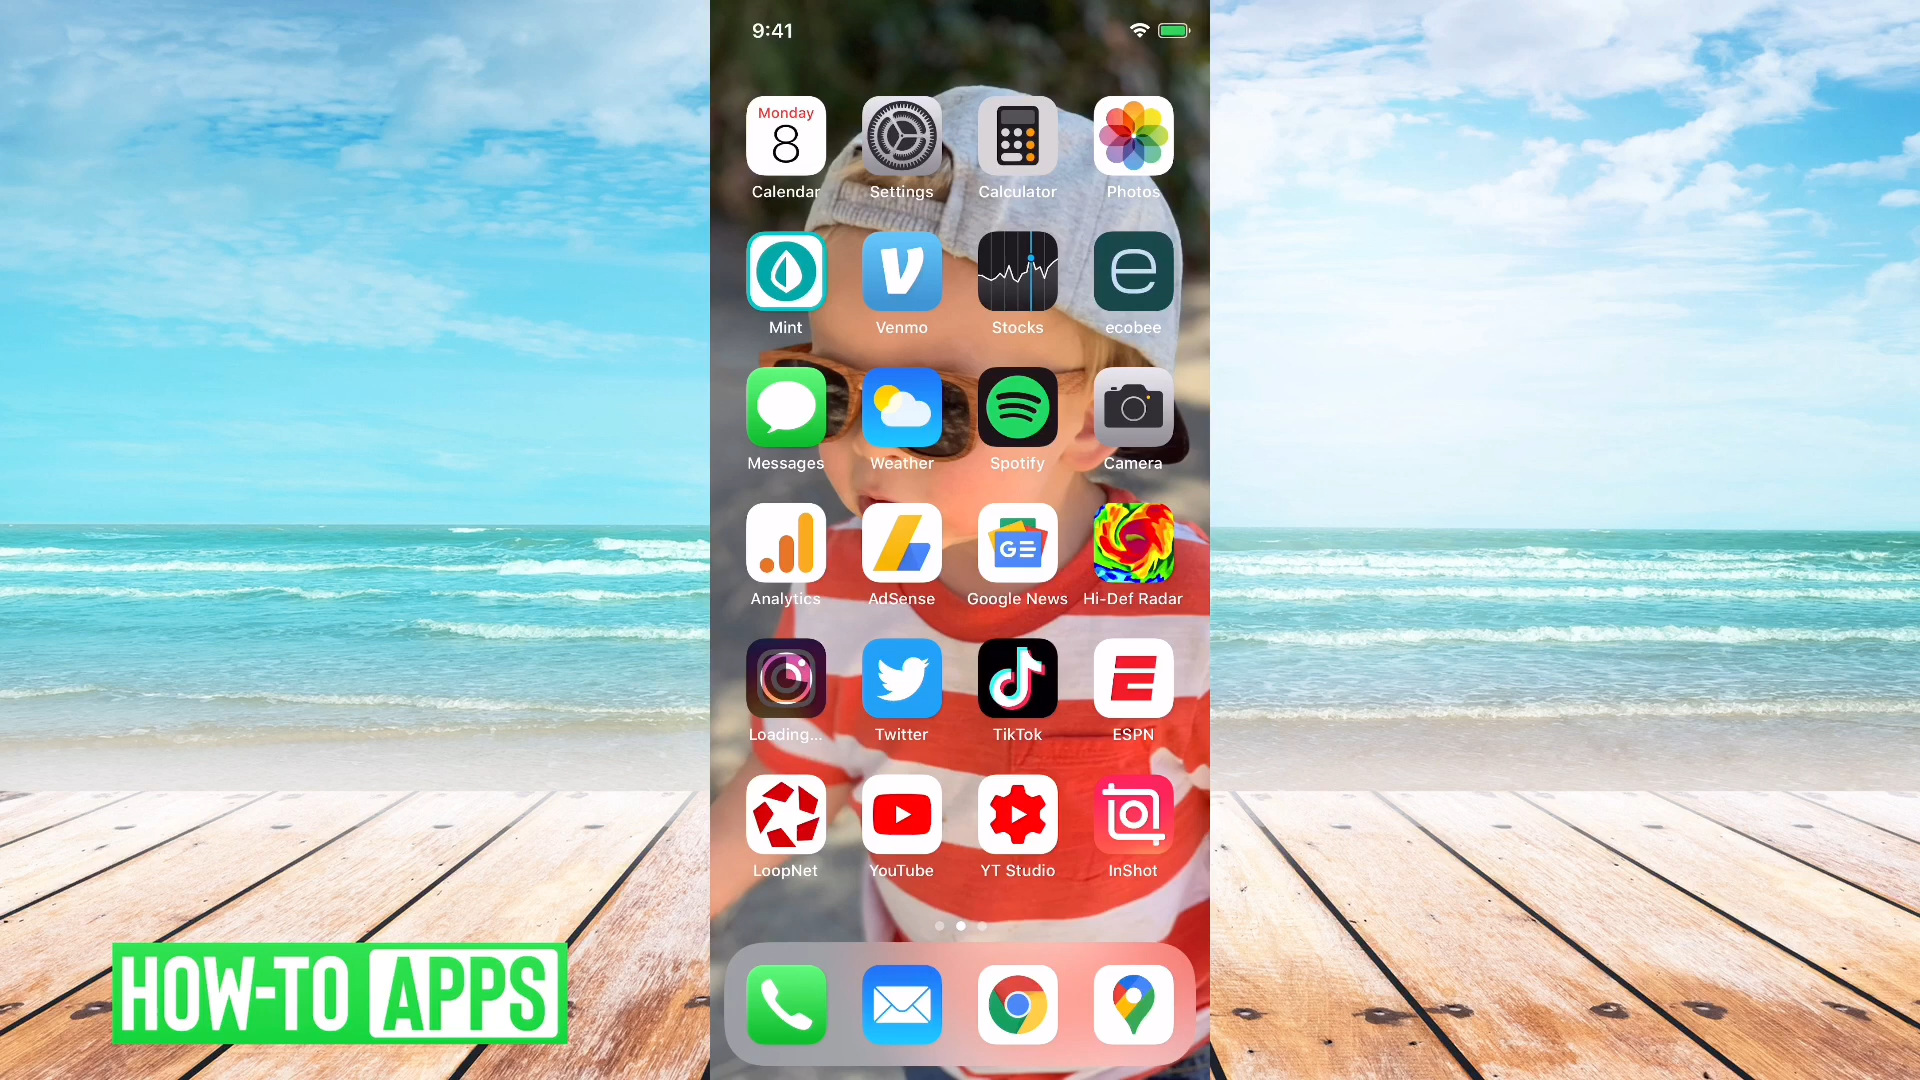 9:41
Monday
8
Calendar
Settings
Calculator
Photos
Mint
Venmo
Stocks
ecobee
Messages
Weather
Spotify
Camera
GE
Analytics
AdSense
Google News
Hi-Def Radar
Loading...
Twitter
TikTok
ESPN
LoopNet
YouTube
YT Studio
InShot
HOW-TO APPS